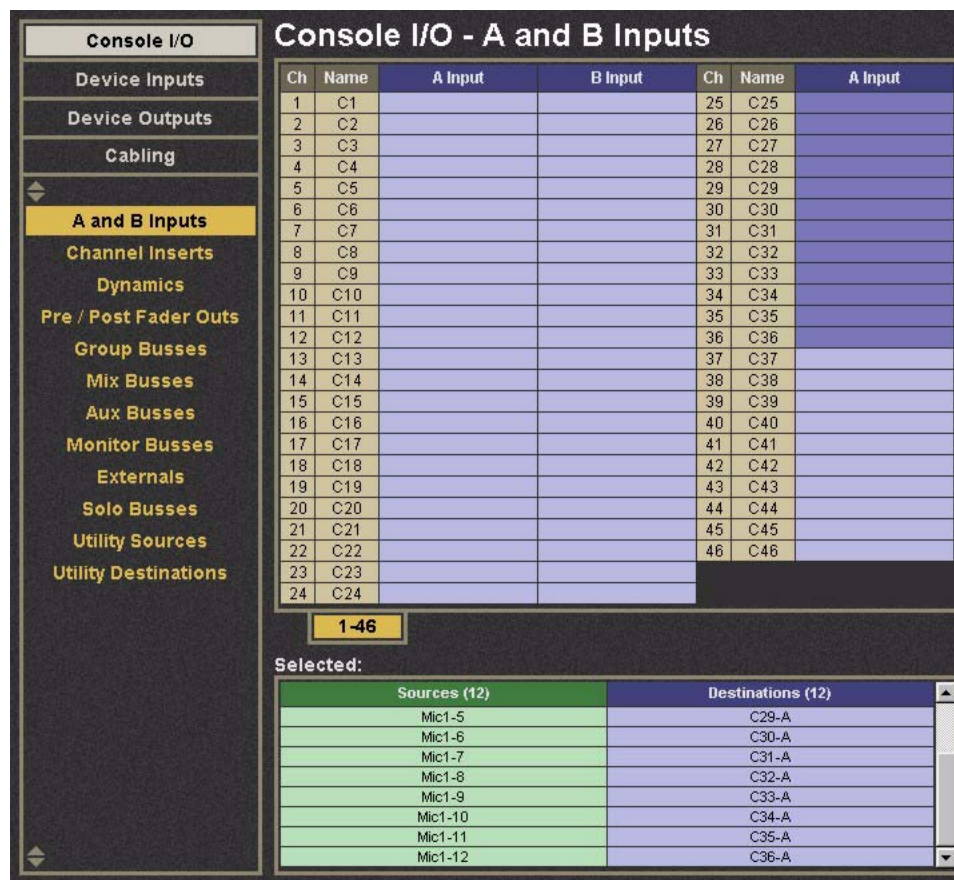 Console I/O
Device Inputs
Device Outputs
Cabling
A and B Inputs
Channel Inserts
Dynamics
Pre / Post Fader Outs
Group Busses
Mix Busses
Aux Busses
Monitor Busses
Externals
Solo Busses
Utility Sources
Utility Destinations
Console I/O - A and B Inputs
Ch Name A Input B Input Ch Name A Input
1 C1 25 C25
2 C2 26 C26
3 C3 27 C27
4 C4 28 C28
5 C5 29 C29
6 C6 30 C30
7 C7 31 C31
8 C8 32 C32
9 C9 33 C33
10 C10 34 C34
11 C11 35 C35
12 C12 36 C36
13 C13 37 C37
14 C14 38 C38
15 C15 39 C39
16 C16 40 C40
17 C17 41 C41
18 C18 42 C42
19 C19 43 C43
20 C20 44 C44
21 C21 45 C45
22 C22 46 C46
23 C23
24 C24
1-46
Selected:
Sources (12) Destinations (12)
Mic1-5 C29-A
Mic1-6 C30-A
Mic1-7 C31-A
Mic1-8 C32-A
Mic1-9 C33-A
Mic1-10 C34-A
Mic1-11 C35-A
Mic1-12 C36-A